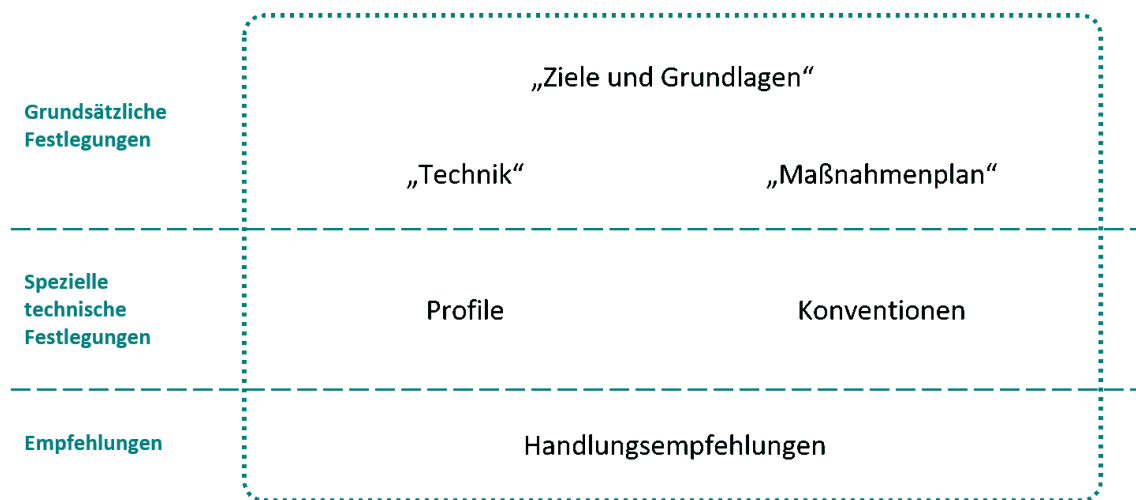 „Ziele und Grundlagen“
Grundsätzliche
Festlegungen
„Technik“ „Maßnahmenplan“
Spezielle
technische
Festlegungen
Profile Konventionen
Empfehlungen
Handlungsempfehlungen